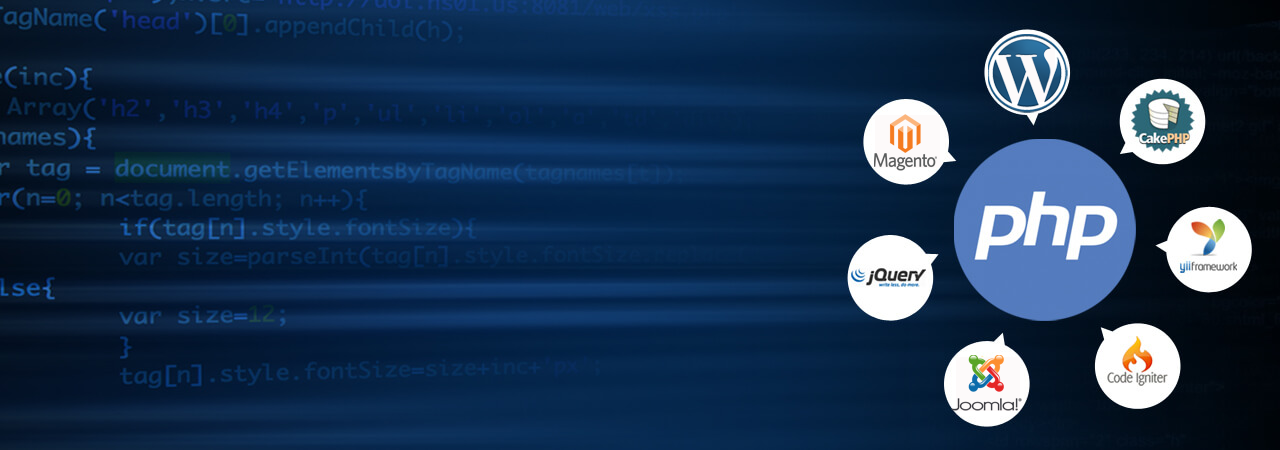 TagName('head')[0].appendChild(h);
(inc){
Array('h2','h3','h4','p','ul',
names){
r tag = document.getElementsByTagName(tagnames[t]);
r(n=0; n<tag.length; n++){
if(tag[n].style.fontSize){
var size=parseInt(tag[n].style.fontSize.
lse{
var size=12;
}
tag[n].style.fontSize=size+inc+'px';
W
Magento
CakePHP
php
yiiframework
jQuery
write less, do more.
Code Igniter
Joomla!®